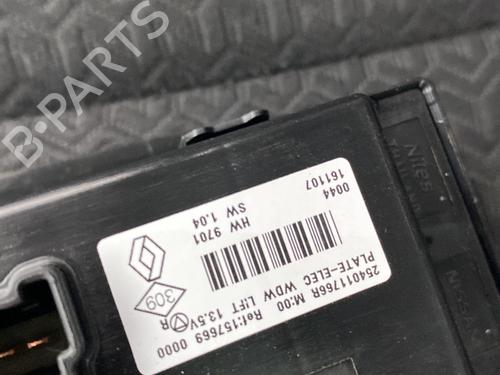 B-PARTS
254011766R M:00 Ref:157669 0000
PLATE-ELEC WDW LIFT 13.5V
309
R
HW 9701
SW 1.04
0044
161107
Niles
NISSAN